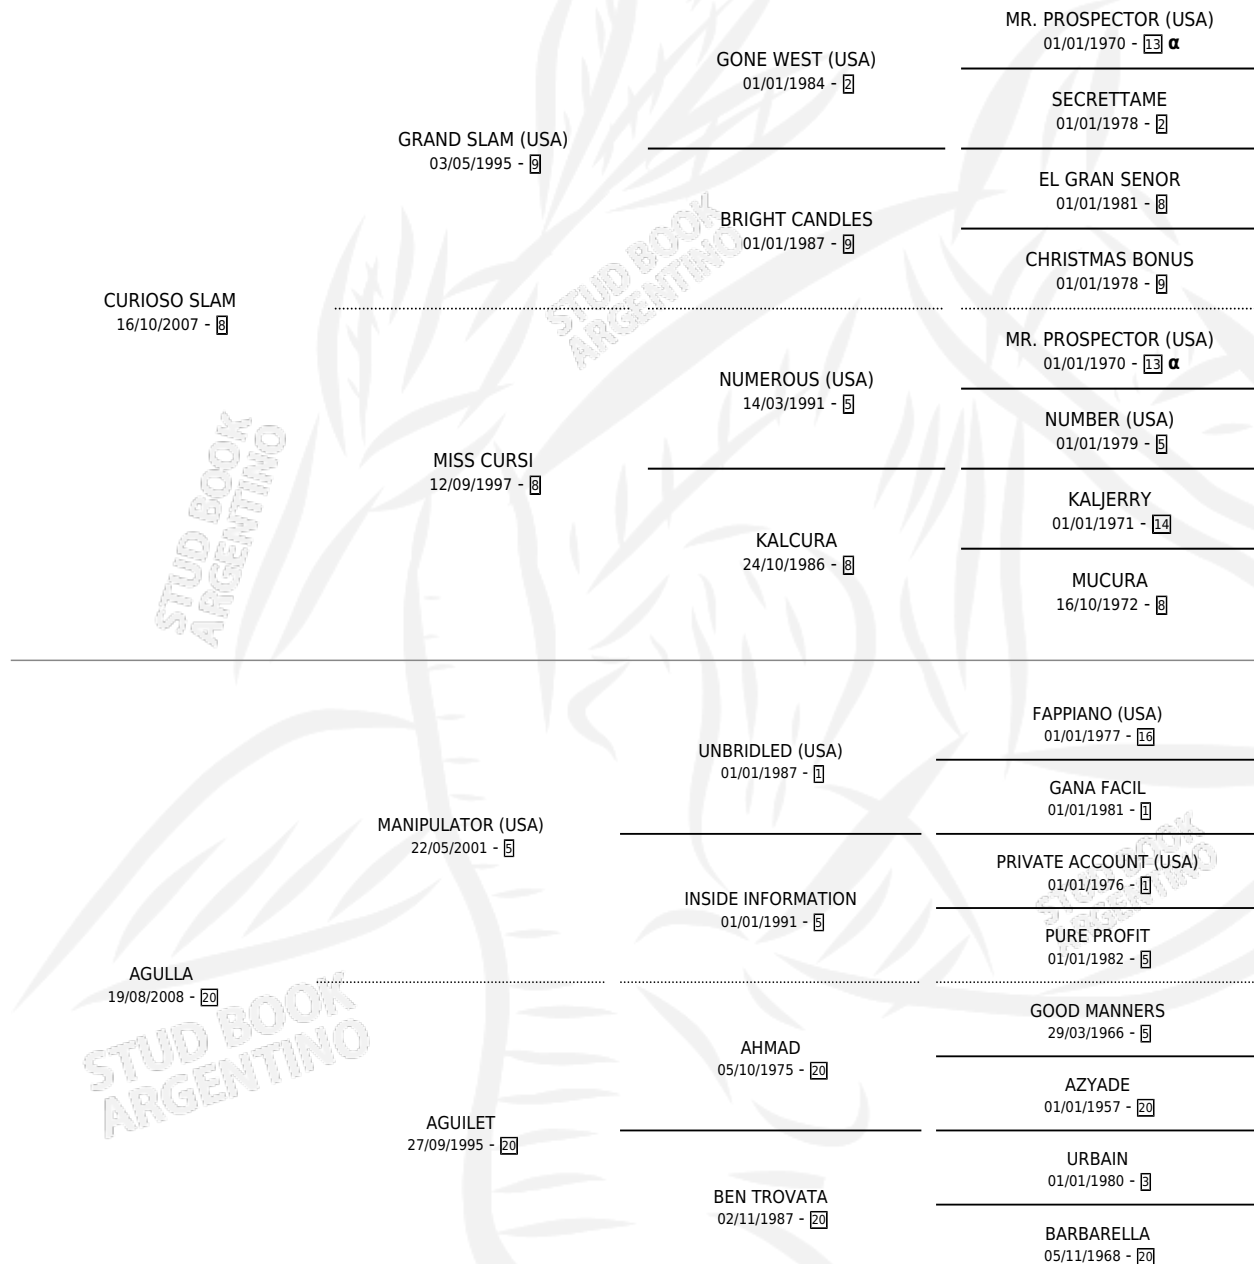 MR. PROSPECTOR (USA)
01/01/1970 - 13 α
GONE WEST (USA)
01/01/1984 - 2
SECRETTAME
01/01/1978 - 2
GRAND SLAM (USA)
03/05/1995 - 9
EL GRAN SENOR
01/01/1981 - 8
BRIGHT CANDLES
01/01/1987 - 9
CHRISTMAS BONUS
01/01/1978 - 9
CURIOSO SLAM
16/10/2007 - 8
MR. PROSPECTOR (USA)
01/01/1970 - 13 α
NUMEROUS (USA)
14/03/1991 - 5
NUMBER (USA)
01/01/1979 - 5
MISS CURSI
12/09/1997 - 8
KALJERRY
01/01/1971 - 14
KALCURA
24/10/1986 - 8
MUCURA
16/10/1972 - 8
FAPPIANO (USA)
01/01/1977 - 16
UNBRIDLED (USA)
01/01/1987 - 1
GANA FACIL
01/01/1981 - 1
MANIPULATOR (USA)
22/05/2001 - 5
PRIVATE ACCOUNT (USA)
01/01/1976 - 1
INSIDE INFORMATION
01/01/1991 - 5
PURE PROFIT
01/01/1982 - 5
AGULLA
19/08/2008 - 20
GOOD MANNERS
29/03/1966 - 5
AHMAD
05/10/1975 - 20
AZYADE
01/01/1957 - 20
AGUILET
27/09/1995 - 20
URBAIN
01/01/1980 - 3
BEN TROVATA
02/11/1987 - 20
BARBARELLA
05/11/1968 - 20
STUD BOOK
ARGENTINO
STUD BOOK
ARGENTINO
STUD BOOK
ARGENTINO
STUD BOOK
ARGENTINO